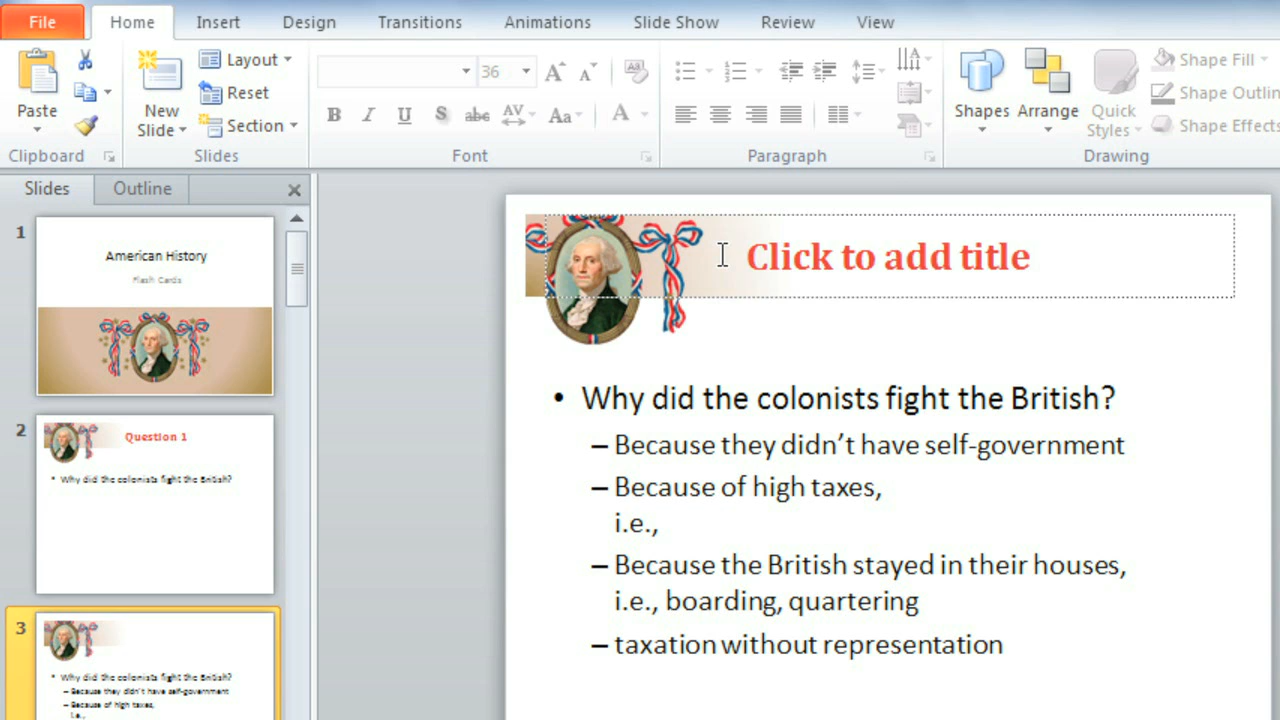 File Home Insert Design Transitions Animations Slide Show Review View
Paste
Clipboard
New
Slide
Layout
Reset
Section
Slides
36
B I U S abc AV Aa A
Font
Paragraph
Shapes
Arrange
Quick
Styles
Shape Fill
Shape Outlin
Shape Effects
Drawing
Slides Outline
1
American History
Flash Cards
2
Question 1
• Why did the colonists fight the British?
3
• Why did the colonists fight the British?
– Because they didn't have self-government
– Because of high taxes,
i.e.,
Click to add title
• Why did the colonists fight the British?
– Because they didn’t have self-government
– Because of high taxes,
i.e.,
– Because the British stayed in their houses,
i.e., boarding, quartering
– taxation without representation